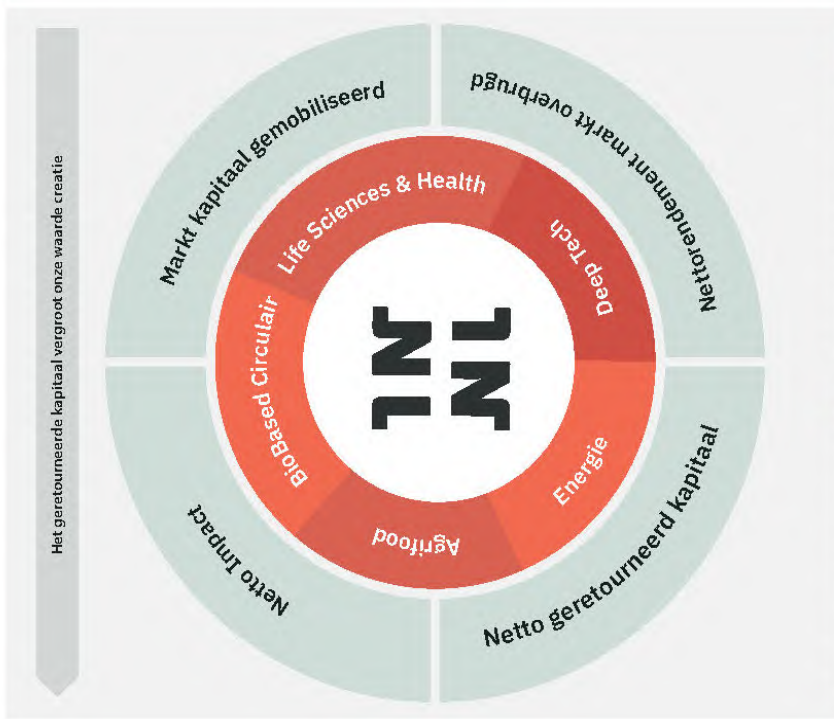 Het geretourneerde kapitaal vergroot onze waarde creatie
Markt kapitaal gemobiliseerd
Nettorendement markt overbrugd
Life Sciences & Health
Deep Tech
BioBased Circulair
Energie
Agrifood
Netto Impact
Netto geretourneerd kapitaal